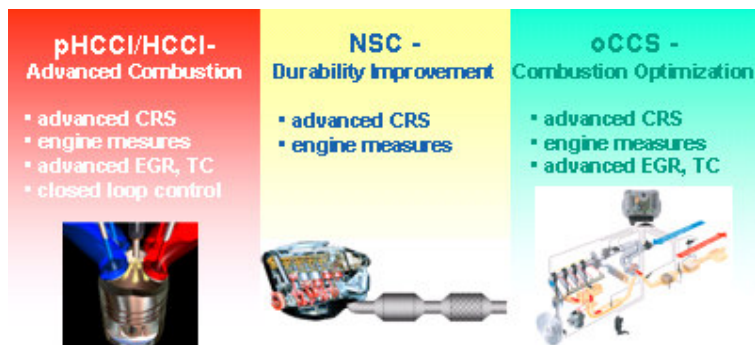 pHCCI/HCCI-
Advanced Combustion
▪ advanced CRS
▪ engine mesures
▪ advanced EGR, TC
▪ closed loop control
NSC -
Durability Improvement
▪ advanced CRS
▪ engine measures
oCCS -
Combustion Optimization
▪ advanced CRS
▪ engine measures
▪ advanced EGR, TC